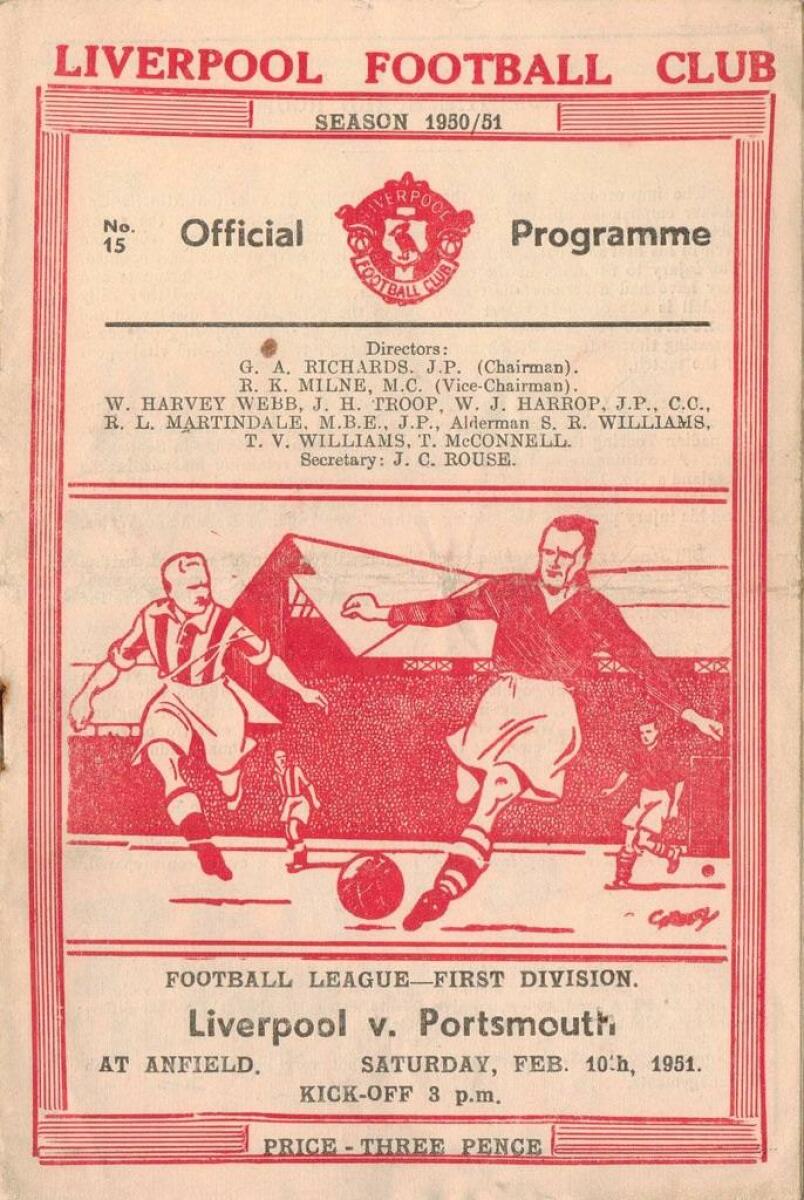 LIVERPOOL FOOTBALL CLUB
SEASON 1950/51
No. 15
Official Programme
LIVERPOOL
FOOTBALL CLUB
Directors:
G. A. RICHARDS. J.P. (Chairman).
R. K. MILNE, M.C. (Vice-Chairman).
W. HARVEY WEBB, J. H. TROOP, W. J. HARROP, J.P., C.C.,
R. L. MARTINDALE, M.B.E., J.P., Alderman S. R. WILLIAMS,
T. V. WILLIAMS, T. McCONNELL.
Secretary: J. C. ROUSE.
FOOTBALL LEAGUE—FIRST DIVISION.
Liverpool v. Portsmouth
AT ANFIELD. SATURDAY, FEB. 10th, 1951.
KICK-OFF 3 p.m.
PRICE - THREE PENCE